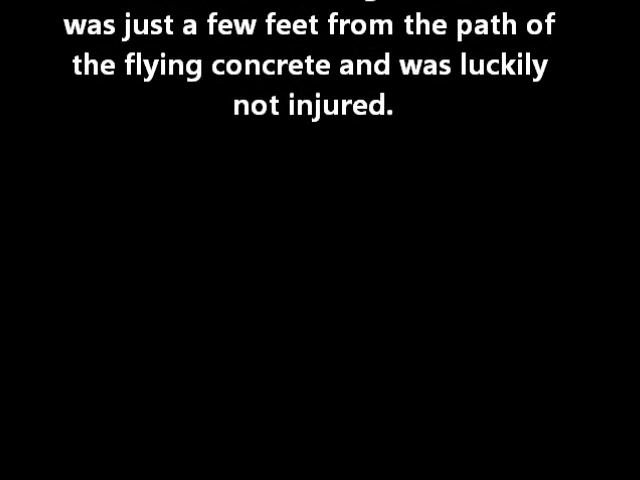 was just a few feet from the path of
the flying concrete and was luckily
not injured.